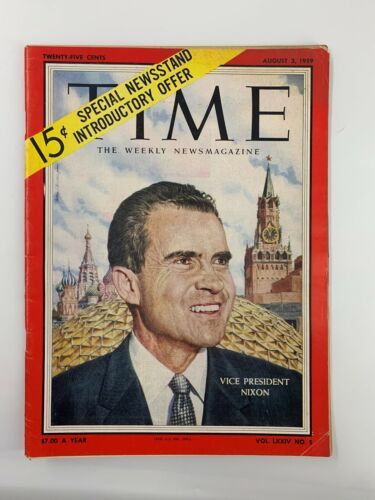 TWENTY-FIVE CENTS
AUGUST 3, 1959
15¢ SPECIAL NEWSSTAND
INTRODUCTORY OFFER
TIME
THE WEEKLY NEWSMAGAZINE
VICE PRESIDENT
NIXON
$7.00 A YEAR
VOL. LXXIV NO. 5